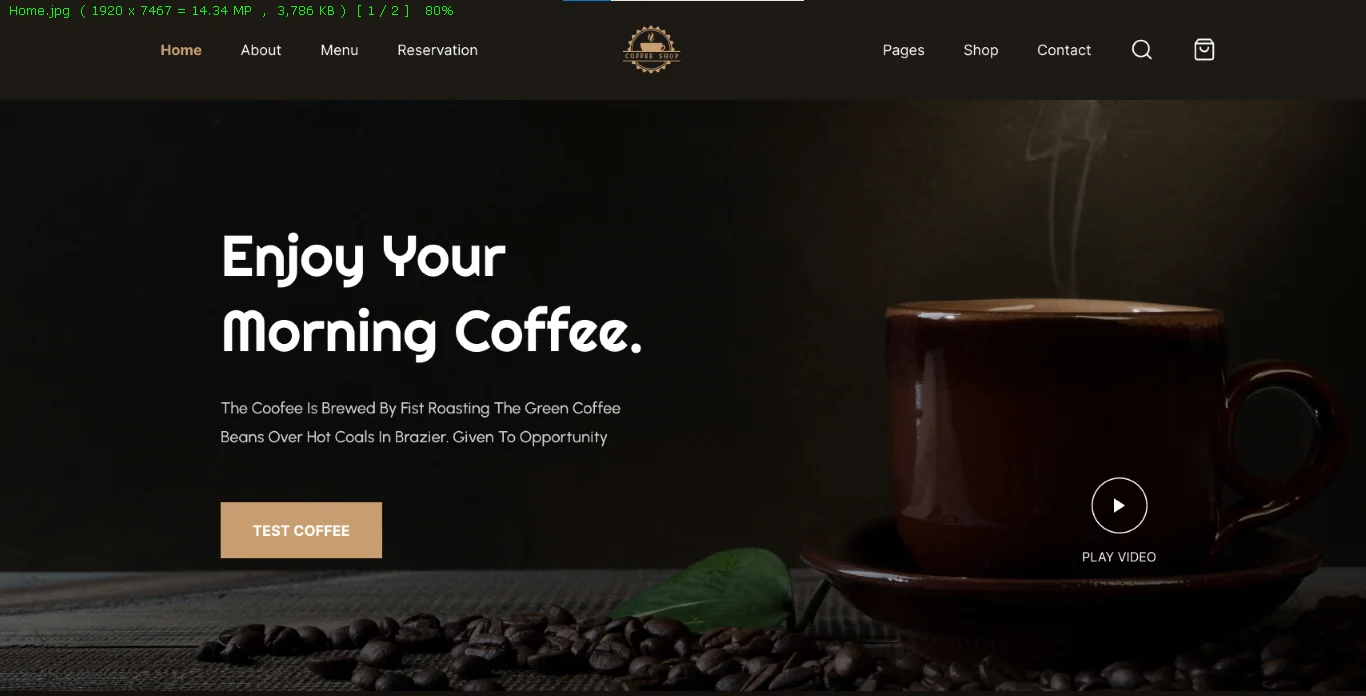 Home.jpg ( 1920 x 7467 = 14.34 MP , 3,786 KB ) [ 1 / 2 ] 80%
Home About Menu Reservation COFFEE SHOP Pages Shop Contact
Enjoy Your
Morning Coffee.
The Coofee Is Brewed By Fist Roasting The Green Coffee
Beans Over Hot Coals In Brazier. Given To Opportunity
TEST COFFEE
PLAY VIDEO